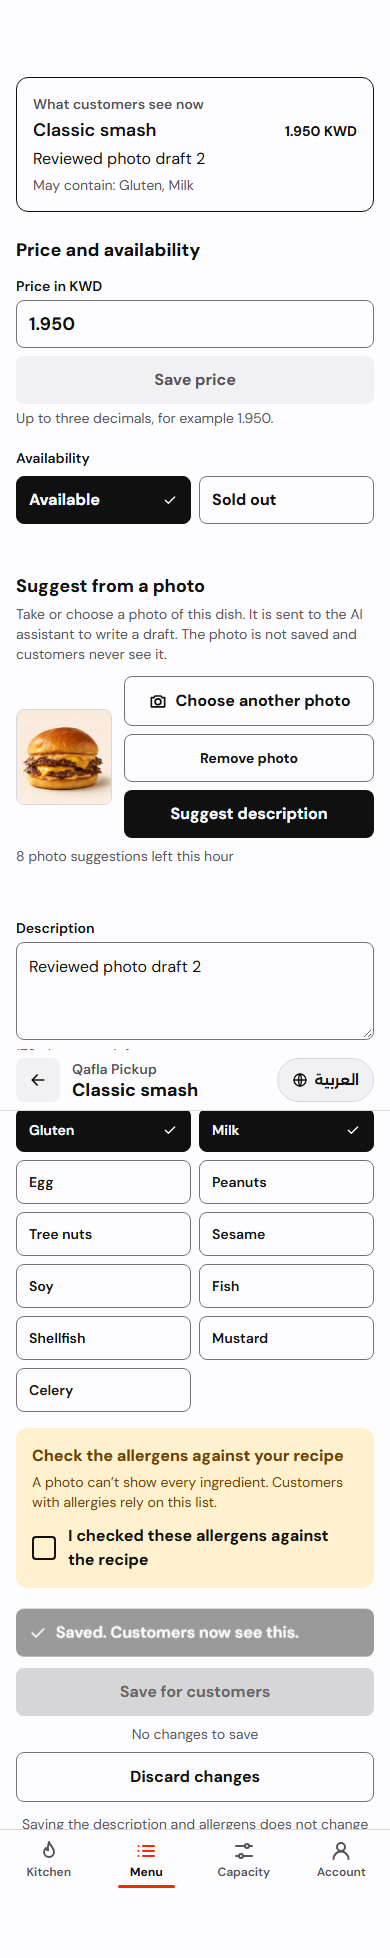 What customers see now
Classic smash 1.950 KWD
Reviewed photo draft 2
May contain: Gluten, Milk
Price and availability
Price in KWD
1.950
Save price
Up to three decimals, for example 1.950.
Availability
Available Sold out
Suggest from a photo
Take or choose a photo of this dish. It is sent to the AI
assistant to write a draft. The photo is not saved and
customers never see it.
Choose another photo
Remove photo
Suggest description
8 photo suggestions left this hour
Description
Reviewed photo draft 2
Qafla Pickup
Classic smash
العربية
Gluten Milk
Egg Peanuts
Tree nuts Sesame
Soy Fish
Shellfish Mustard
Celery
Check the allergens against your recipe
A photo can’t show every ingredient. Customers
with allergies rely on this list.
I checked these allergens against
the recipe
Saved. Customers now see this.
Save for customers
No changes to save
Discard changes
Saving the description and allergens does not change
Kitchen Menu Capacity Account